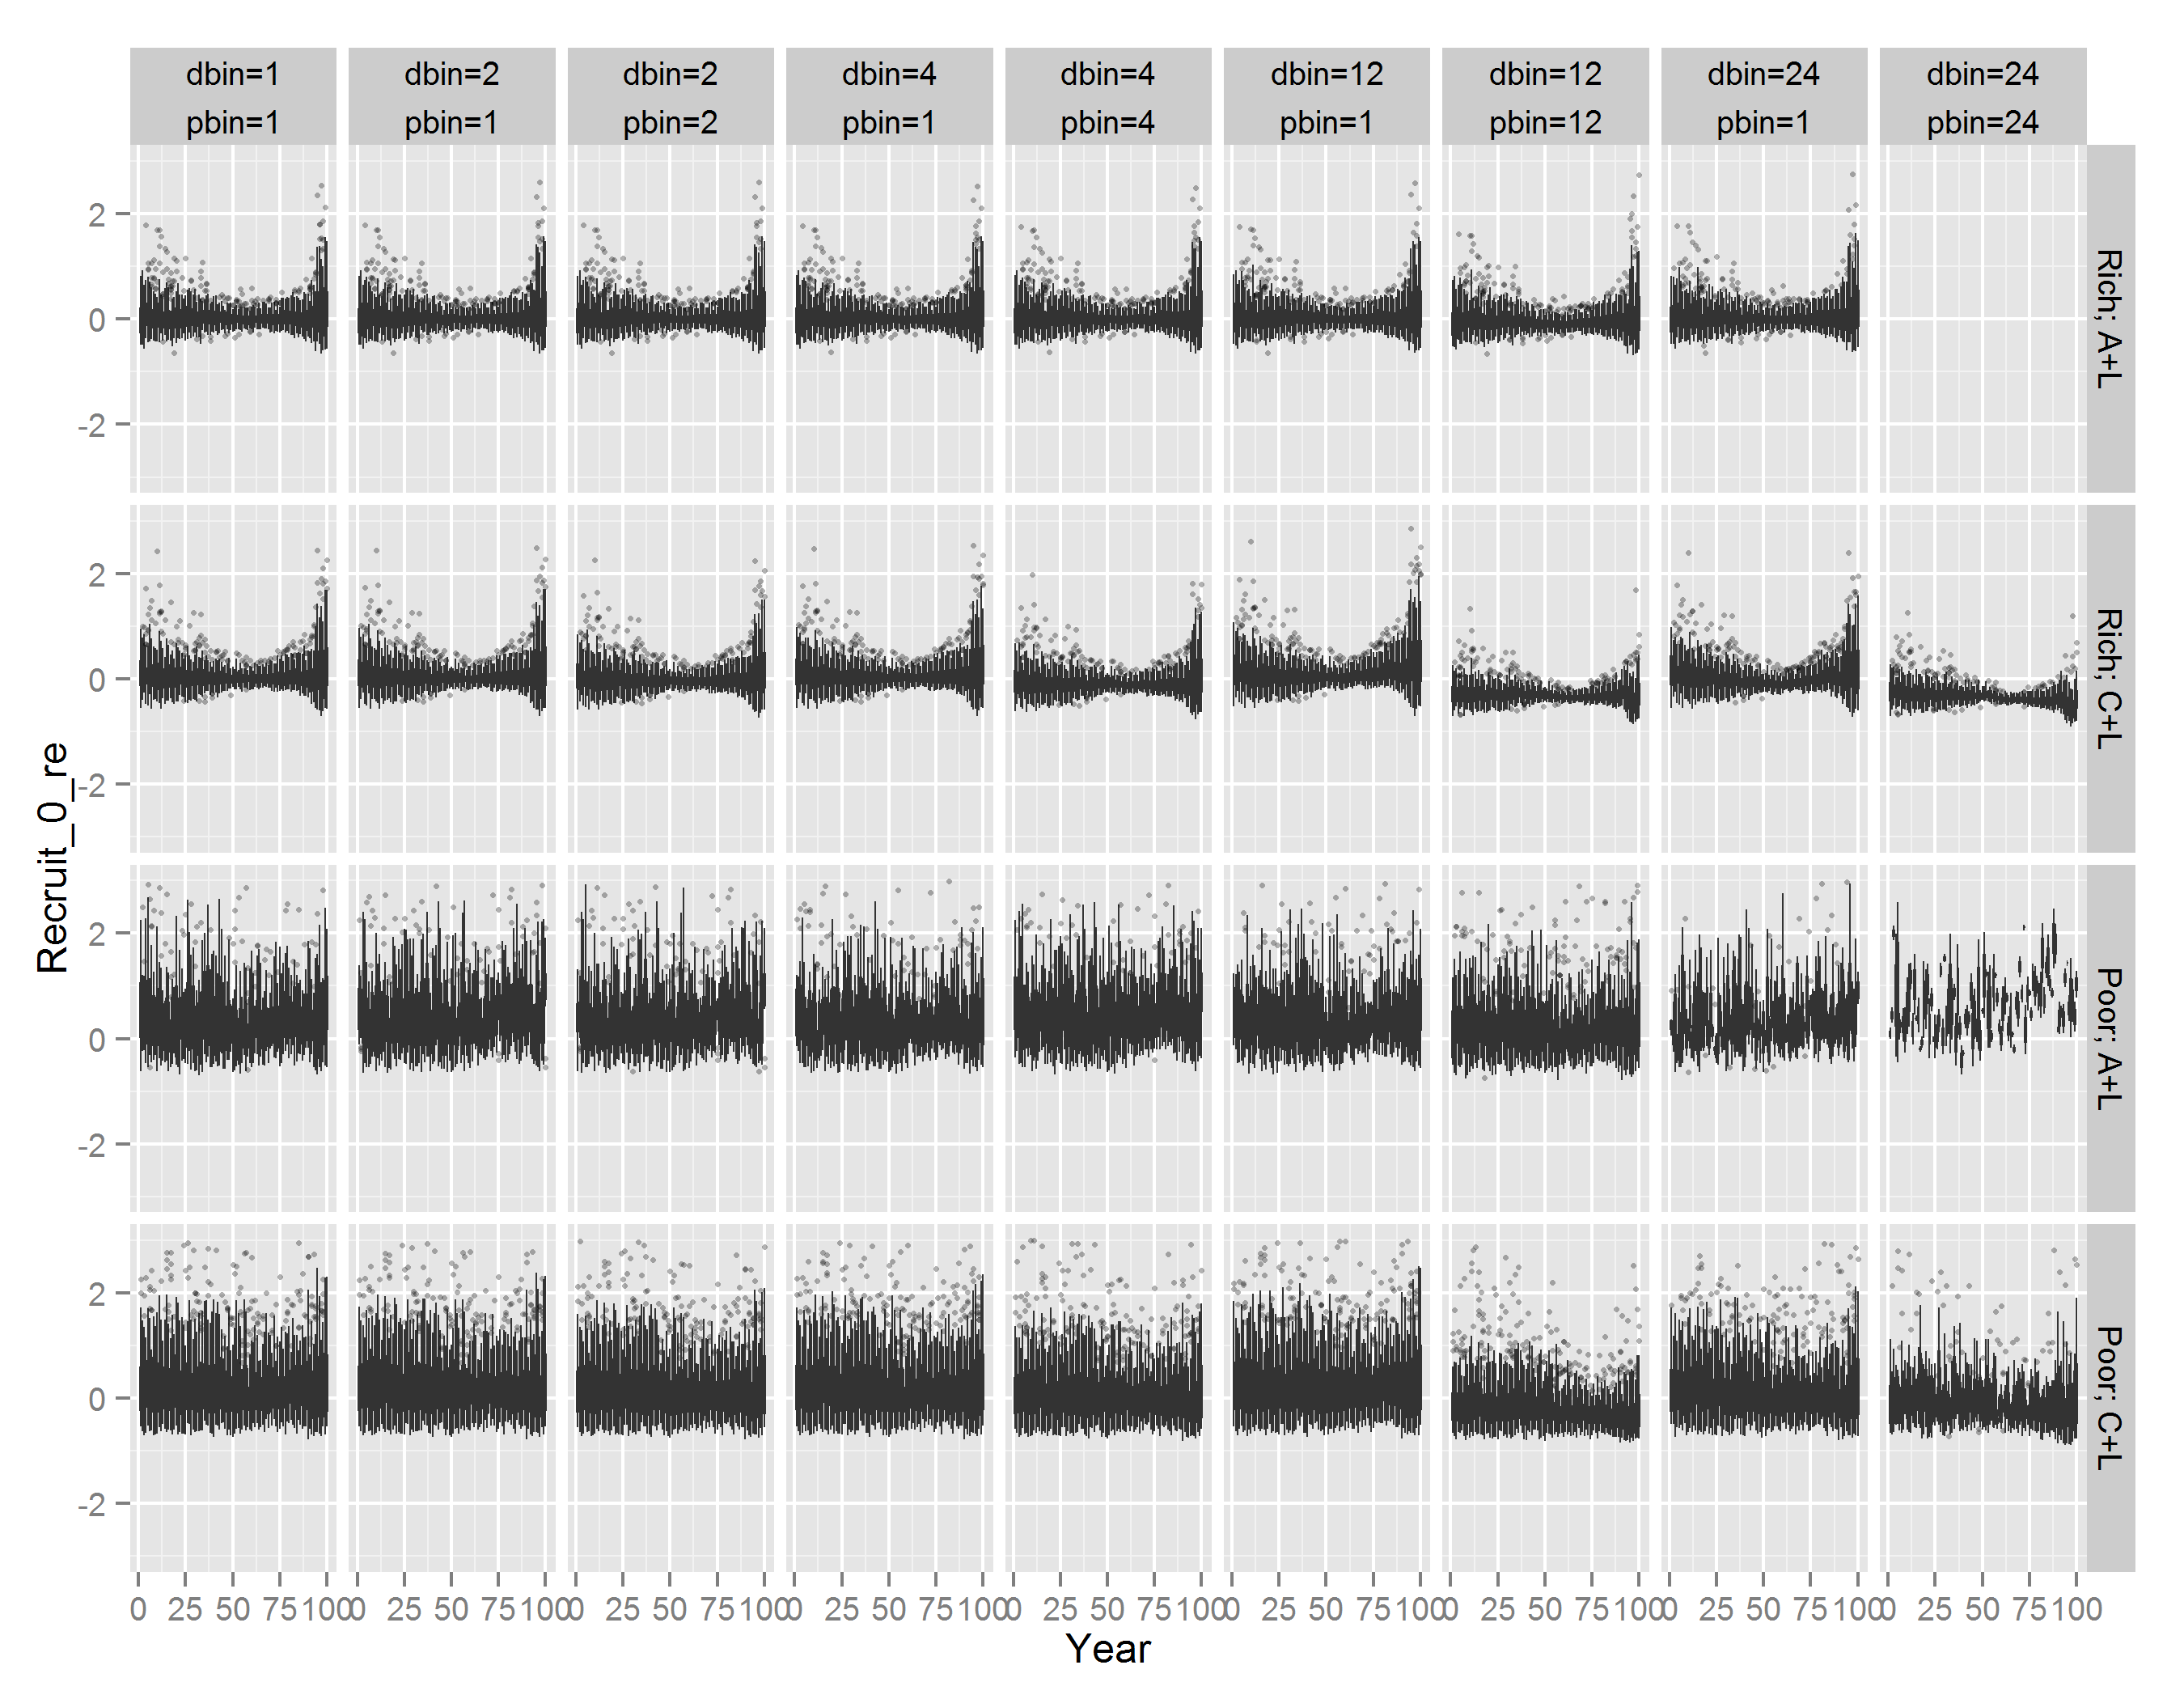 dbin=1 dbin=2 dbin=2 dbin=4 dbin=4 dbin=12 dbin=12 dbin=24 dbin=24
pbin=1 pbin=1 pbin=2 pbin=1 pbin=4 pbin=1 pbin=12 pbin=1 pbin=24
2
0
-2
Rich; A+L
2
0
-2
Rich; C+L
Recruit_0_re
2
0
-2
Poor; A+L
2
0
-2
Poor; C+L
0 25 50 75 100 0 25 50 75 100 0 25 50 75 100 0 25 50 75 100 0 25 50 75 100 0 25 50 75 100 0 25 50 75 100 0 25 50 75 100 0 25 50 75 100
Year